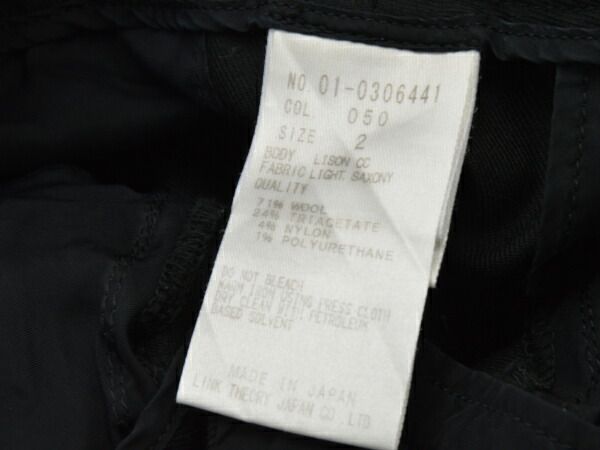 NO. 01-0306441
COL. 050
SIZE 2
BODY LISON CC
FABRIC LIGHT SAXONY
QUALITY
71% WOOL
24% TRIACETATE
4% NYLON
1% POLYURETHANE
DO NOT BLEACH
WARM IRON USING PRESS CLOTH
DRY CLEAN WITH PETROLEUM
BASED SOLVENT
MADE IN JAPAN
LINK THEORY JAPAN CO., LTD